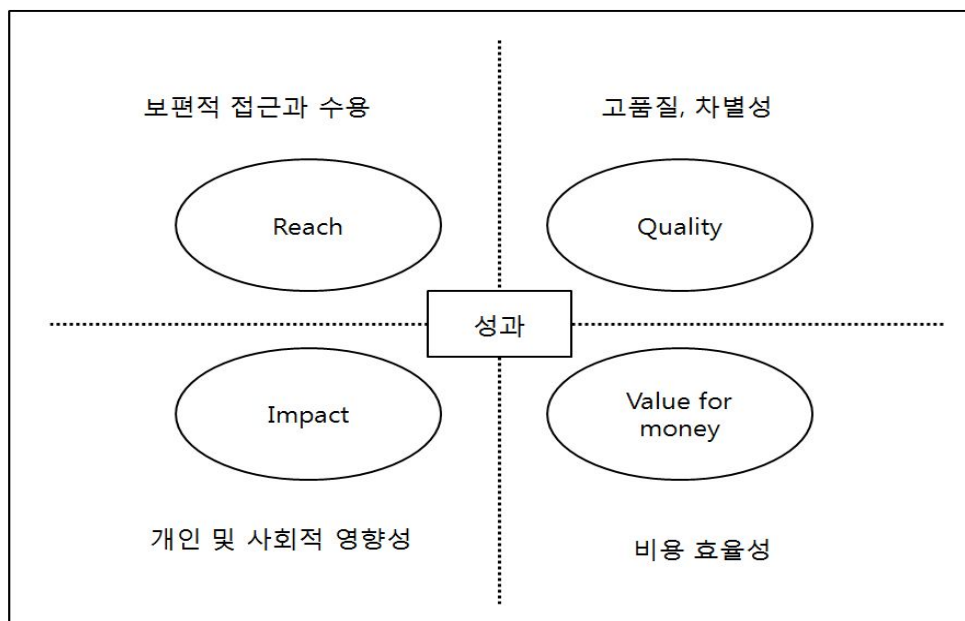 보편적 접근과 수용
고품질, 차별성
Reach
Quality
성과
Impact
Value for
money
개인 및 사회적 영향성
비용 효율성